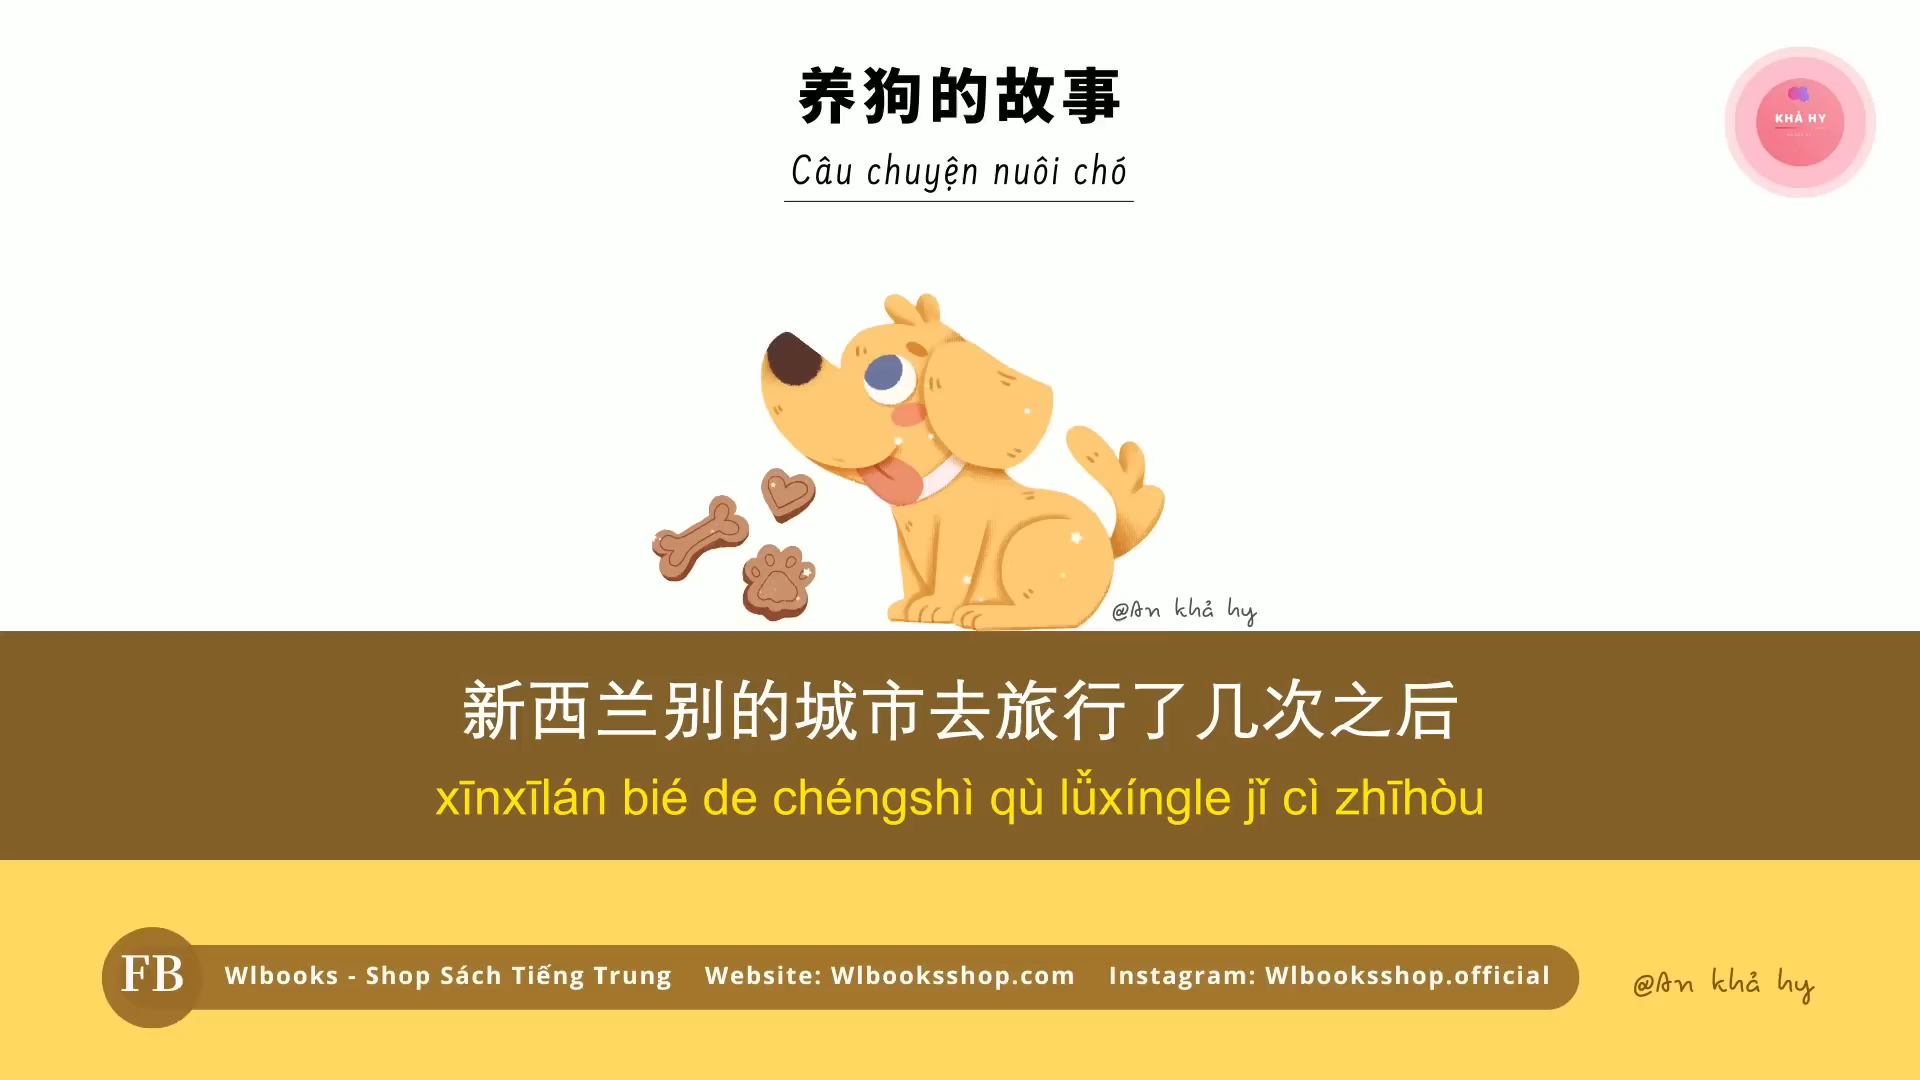 养狗的故事
Câu chuyện nuôi chó
KHẢ HY
@An khả hy
新西兰别的城市去旅行了几次之后
xīnxīlán bié de chéngshì qù lǚxíngle jǐ cì zhīhòu
FB Wlbooks - Shop Sách Tiếng Trung Website: Wlbooksshop.com Instagram: Wlbooksshop.official
@An khả hy